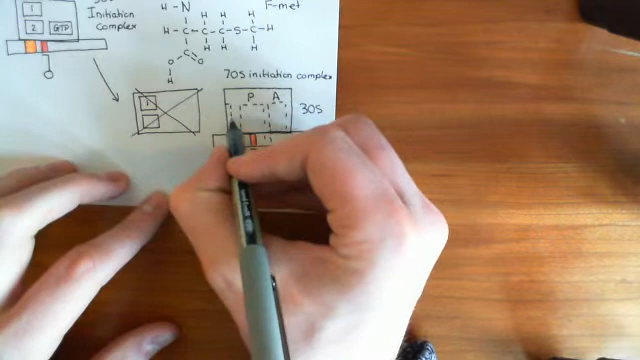 Initiation
complex
1
2 GTP
F-met
H-N H
H H H
H-C-C-C-S-C-H
H H H
C
O O
H
70S initiation complex
1
P A
30S